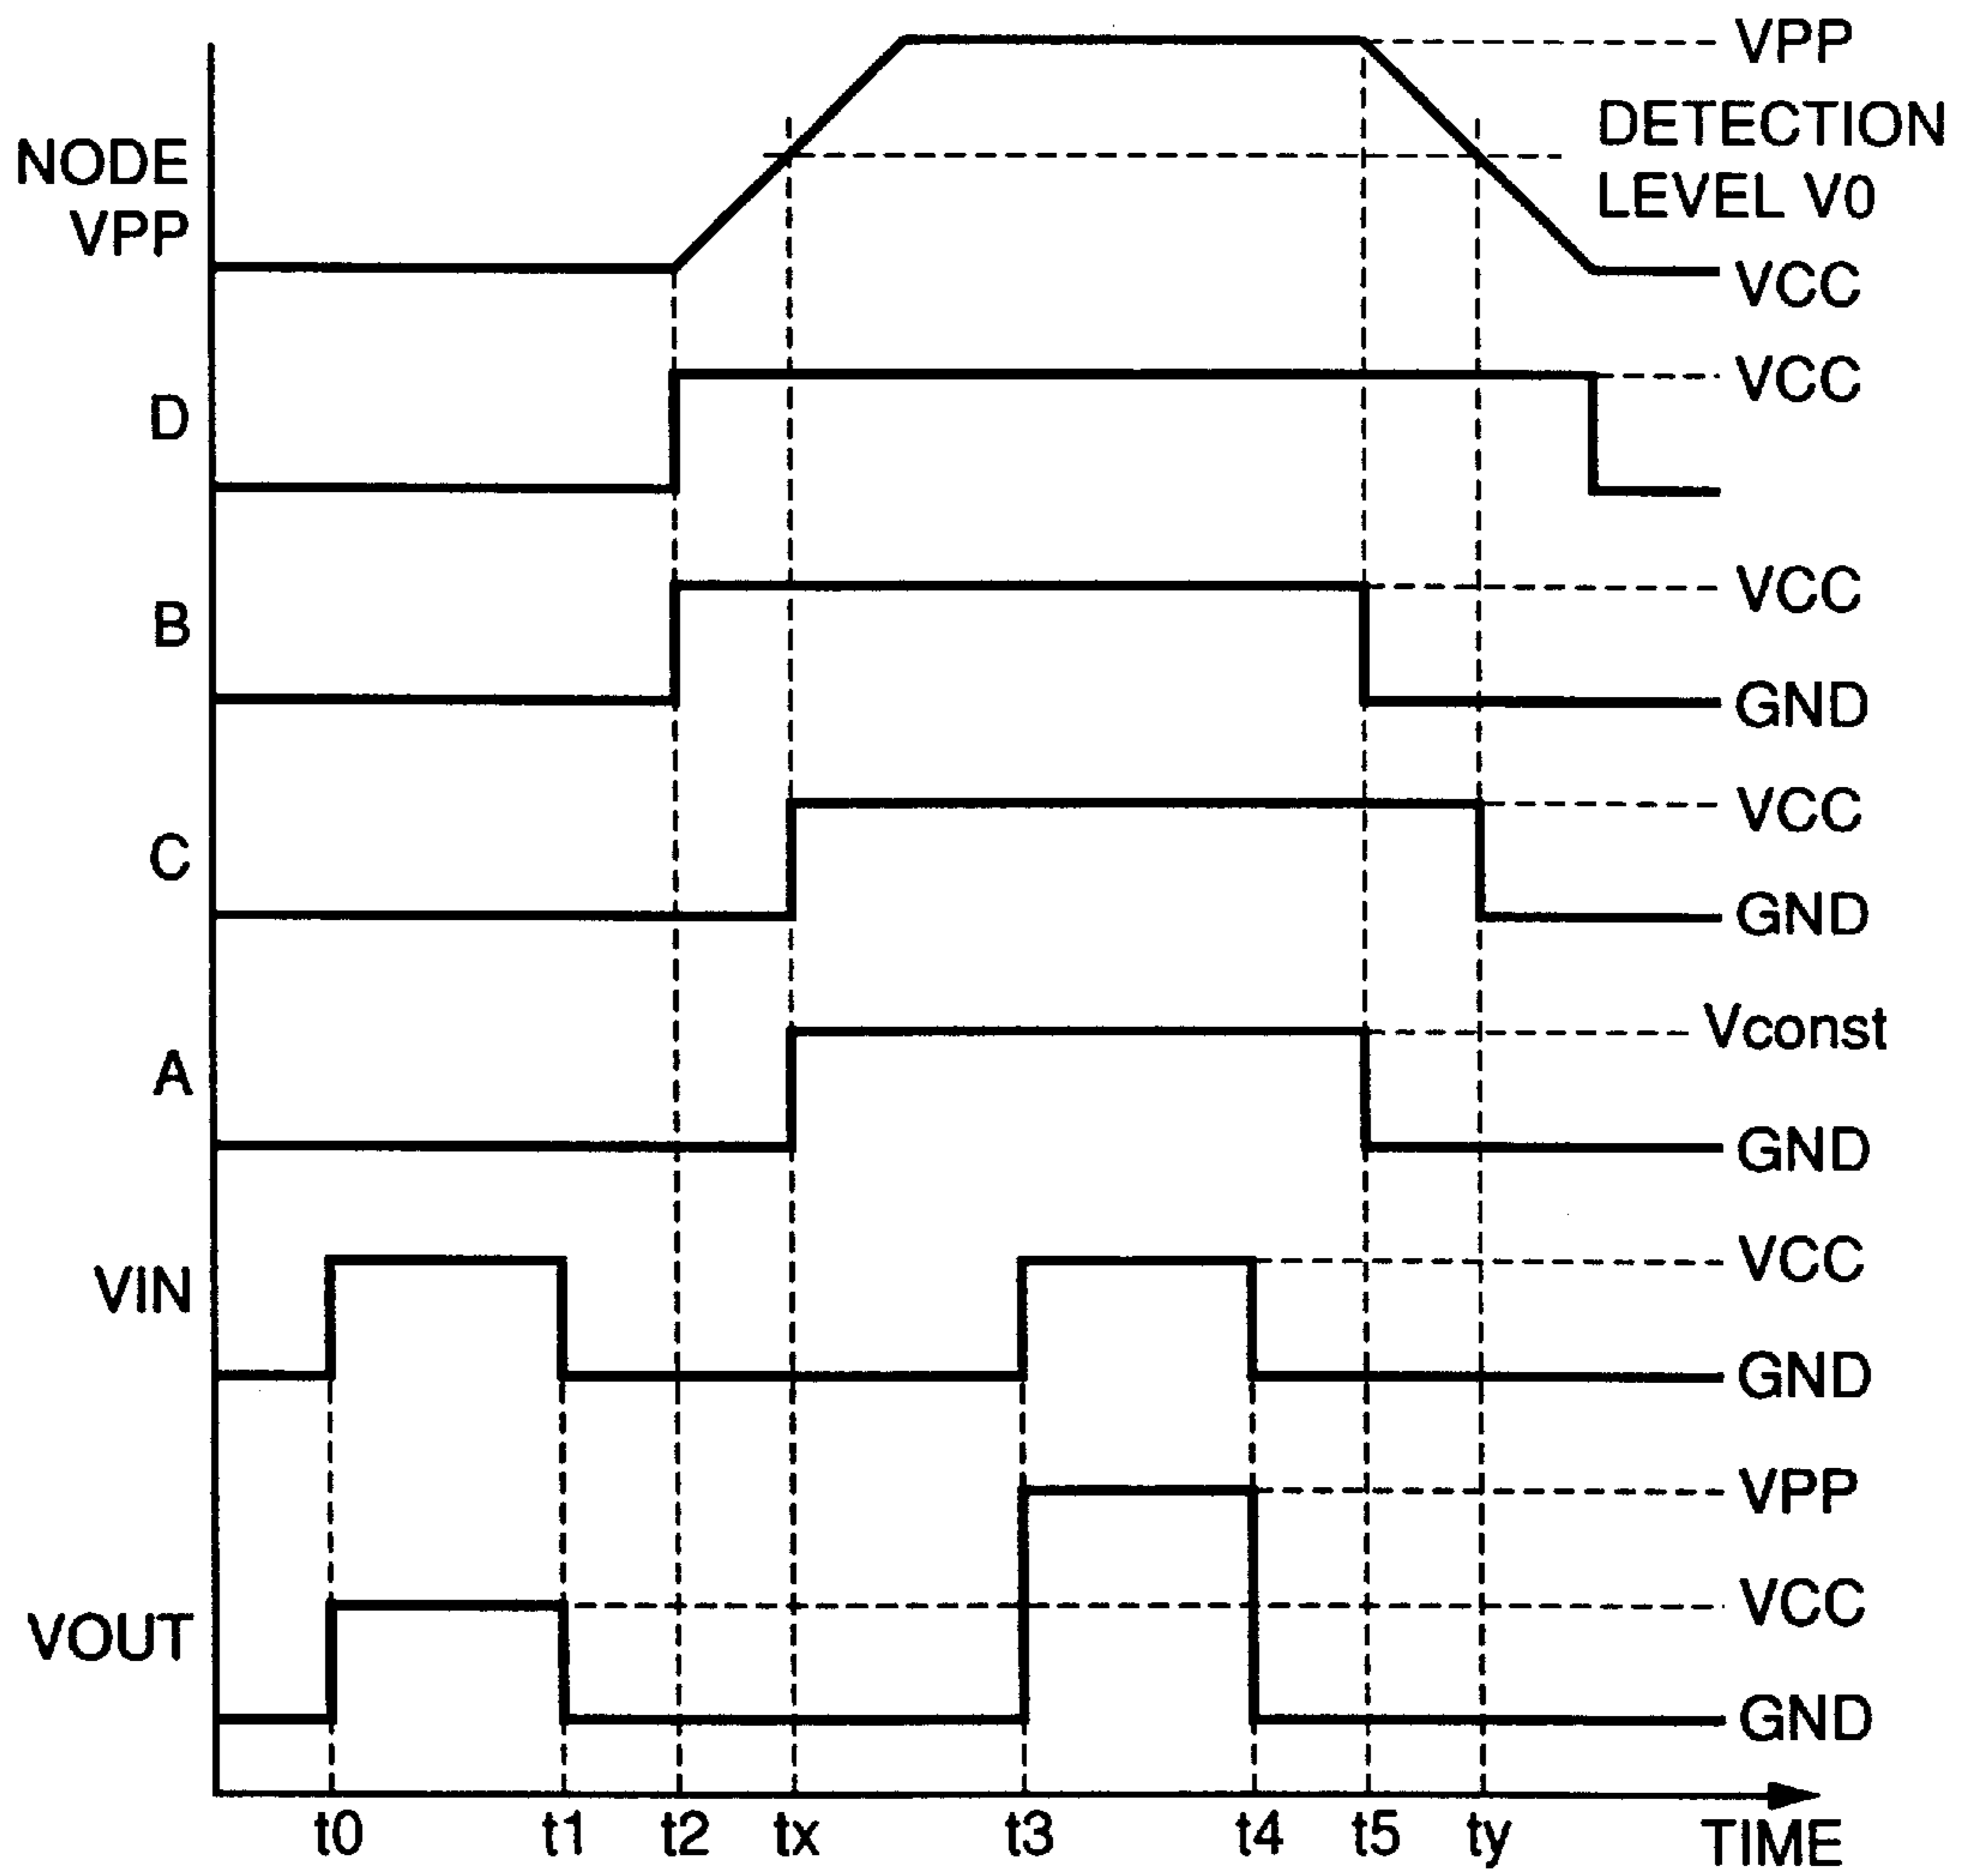 VPP
DETECTION
LEVEL V0
NODE
VPP
VCC
VCC
D
VCC
B
GND
VCC
C
GND
Vconst
A
GND
VCC
VIN
GND
VPP
VCC
VOUT
GND
t0 t1 t2 tx t3 t4 t5 ty TIME